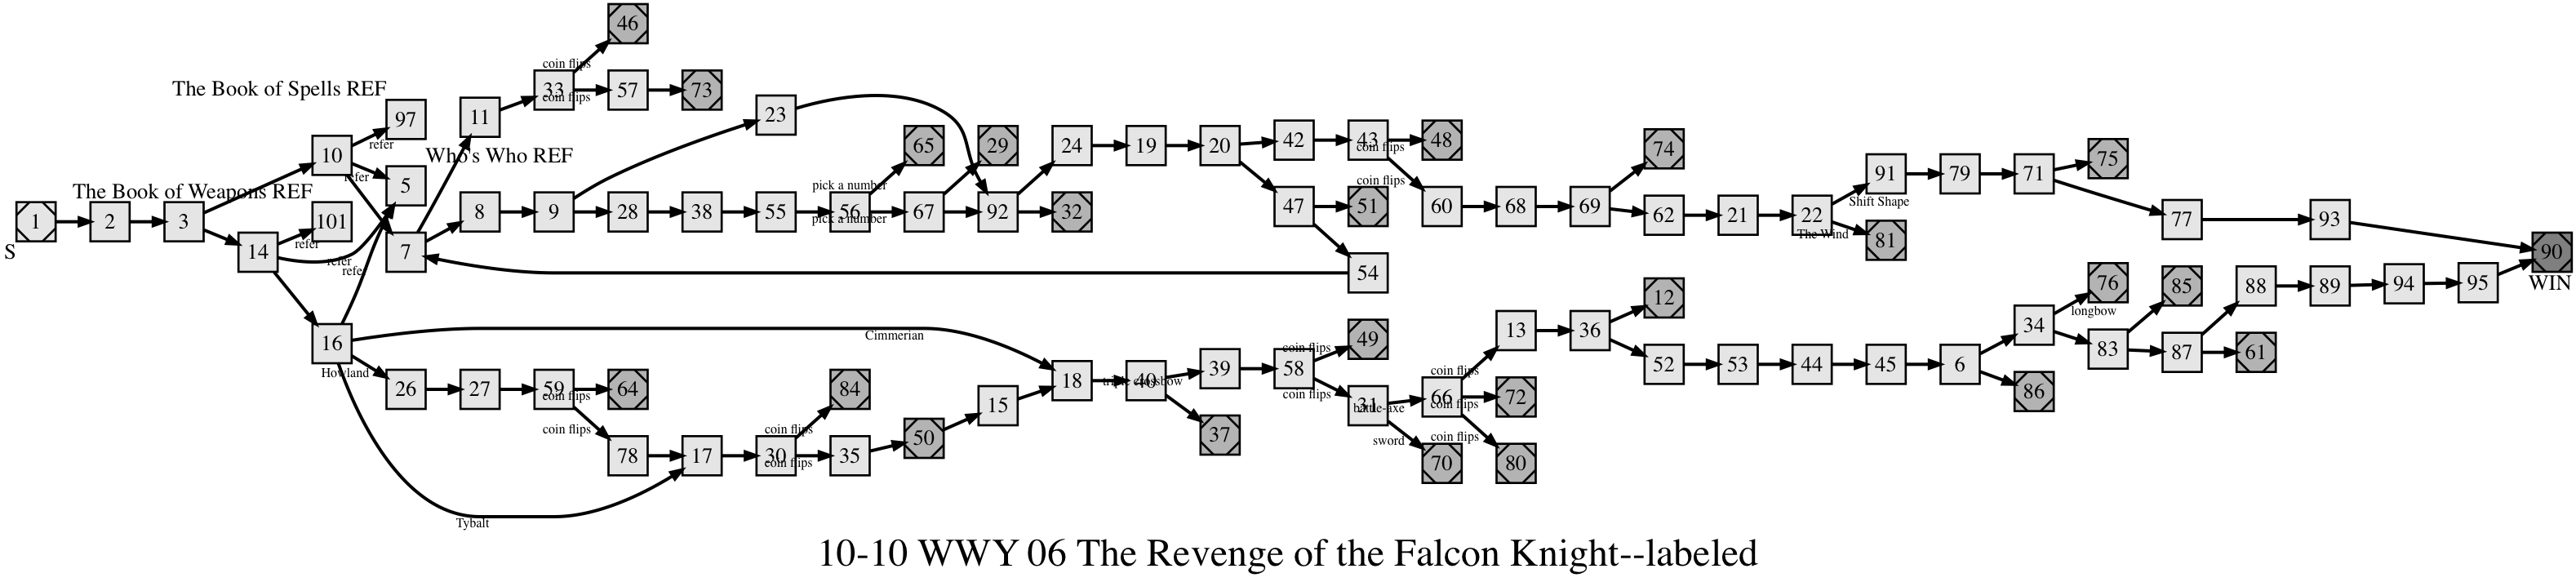 46
coin flips
33
coin flips
57
73
The Book of Spells REF
97
11
23
10
refer
Who's Who REF
65
29
24
19
20
42
43
coin flips
48
74
75
The Book of Weapons REF
refer
5
pick a number
coin flips
91
79
71
Shift Shape
1
2
3
101
8
9
28
38
55
56
pick a number
67
92
32
47
51
60
68
69
62
21
22
The Wind
81
77
93
S
14
refer
refer
refer
7
54
90
WIN
12
76
longbow
85
88
89
94
95
16
Cimmerian
49
coin flips
13
36
34
83
87
61
Howland
26
27
59
coin flips
64
84
18
40
triple crossbow
39
58
coin flips
31
battle-axe
66
coin flips
coin flips
72
52
53
44
45
6
86
coin flips
78
17
coin flips
30
coin flips
35
50
15
37
sword
70
coin flips
80
Tybalt
10-10 WWY 06 The Revenge of the Falcon Knight--labeled